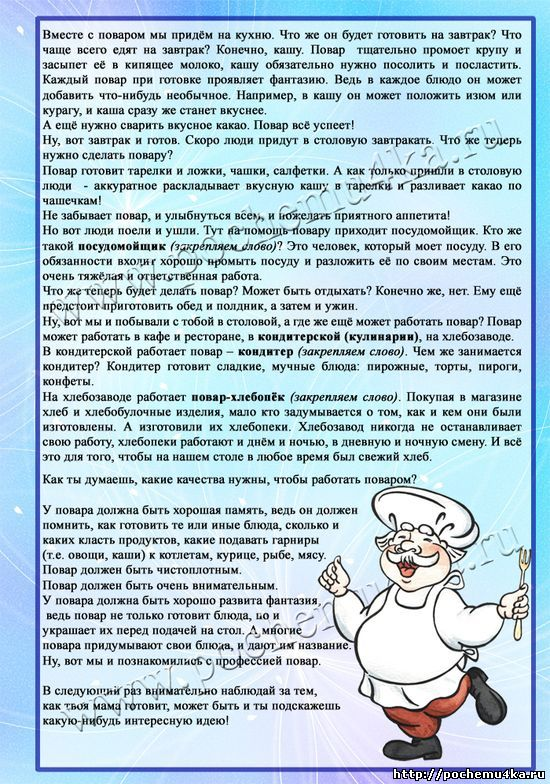 Вместе с поваром мы придём на кухню. Что же он будет готовить на завтрак? Что
чаще всего едят на завтрак? Конечно, кашу. Повар тщательно промоет крупу и
засыпет её в кипящее молоко, кашу обязательно нужно посолить и посластить.
Каждый повар при готовке проявляет фантазию. Ведь в каждое блюдо он может
добавить что-нибудь необычное. Например, в кашу он может положить изюм или
курагу, и каша сразу же станет вкуснее.
А ещё нужно сварить вкусное какао. Повар всё успеет!
Ну, вот завтрак и готов. Скоро люди придут в столовую завтракать. Что же теперь
нужно сделать повару?
Повар готовит тарелки и ложки, чашки, салфетки. А как только пришли в столовую
люди - аккуратное раскладывает вкусную кашу в тарелки и разливает какао по
чашечкам!
Не забывает повар, и улыбнуться всем, и пожелать приятного аппетита!
Но вот люди поели и ушли. Тут на помощь повару приходит посудомойщик. Кто же
такой посудомойщик (закрепляем слово)? Это человек, который моет посуду. В его
обязанности входит хорошо промыть посуду и разложить её по своим местам. Это
очень тяжёлая и ответственная работа.
Что же теперь будет делать повар? Может быть отдыхать? Конечно же, нет. Ему ещё
предстоит приготовить обед и полдник, а затем и ужин.
Ну, вот мы и побывали с тобой в столовой, а где же ещё может работать повар? Повар
может работать в кафе и ресторане, в кондитерской (кулинарии), на хлебозаводе.
В кондитерской работает повар – кондитер (закрепляем слово). Чем же занимается
кондитер? Кондитер готовит сладкие, мучные блюда: пирожные, торты, пироги,
конфеты.
На хлебозаводе работает повар-хлебопёк (закрепляем слово). Покупая в магазине
хлеб и хлебобулочные изделия, мало кто задумывается о том, как и кем они были
изготовлены. А изготовили их хлебопеки. Хлебозавод никогда не останавливает
свою работу, хлебопеки работают и днём и ночью, в дневную и ночную смену. И всё
это для того, чтобы на нашем столе в любое время был свежий хлеб.
Как ты думаешь, какие качества нужны, чтобы работать поваром?
У повара должна быть хорошая память, ведь он должен
помнить, как готовить те или иные блюда, сколько и
каких класть продуктов, какие подавать гарниры
(т.е. овощи, каши) к котлетам, курице, рыбе, мясу.
Повар должен быть чистоплотным.
Повар должен быть очень внимательным.
У повара должна быть хорошо развита фантазия,
ведь повар не только готовит блюда, но и
украшает их перед подачей на стол. А многие
повара придумывают свои блюда, и дают им название.
Ну, вот мы и познакомились с профессией повар.
В следующий раз внимательно наблюдай за тем,
как твоя мама готовит, может быть и ты подскажешь
какую-нибудь интересную идею!
www.pochemu4ka.ru
www.pochemu4ka.ru
http://pochemu4ka.ru